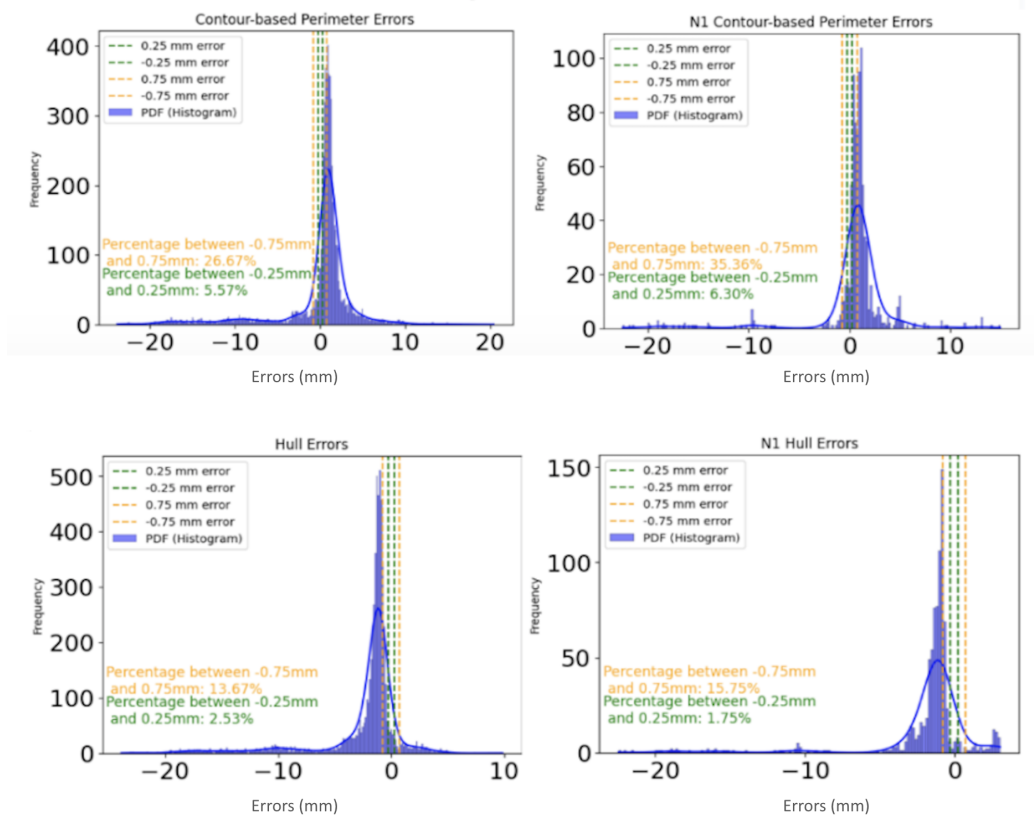 Contour-based Perimeter Errors
400
300
200
100
0
Frequency
0.25 mm error
-0.25 mm error
0.75 mm error
-0.75 mm error
PDF (Histogram)
Percentage between -0.75mm
and 0.75mm: 26.67%
Percentage between -0.25mm
and 0.25mm: 5.57%
−20
−10
0
10
20
Errors (mm)
N1 Contour-based Perimeter Errors
100
80
60
40
20
0
Frequency
0.25 mm error
-0.25 mm error
0.75 mm error
-0.75 mm error
PDF (Histogram)
Percentage between -0.75mm
and 0.75mm: 35.36%
Percentage between -0.25mm
and 0.25mm: 6.30%
−20
−10
0
10
Errors (mm)
Hull Errors
500
400
300
200
100
0
Frequency
0.25 mm error
-0.25 mm error
0.75 mm error
-0.75 mm error
PDF (Histogram)
Percentage between -0.75mm
and 0.75mm: 13.67%
Percentage between -0.25mm
and 0.25mm: 2.53%
−20
−10
0
10
Errors (mm)
N1 Hull Errors
150
100
50
0
Frequency
0.25 mm error
-0.25 mm error
0.75 mm error
-0.75 mm error
PDF (Histogram)
Percentage between -0.75mm
and 0.75mm: 15.75%
Percentage between -0.25mm
and 0.25mm: 1.75%
−20
−10
0
Errors (mm)